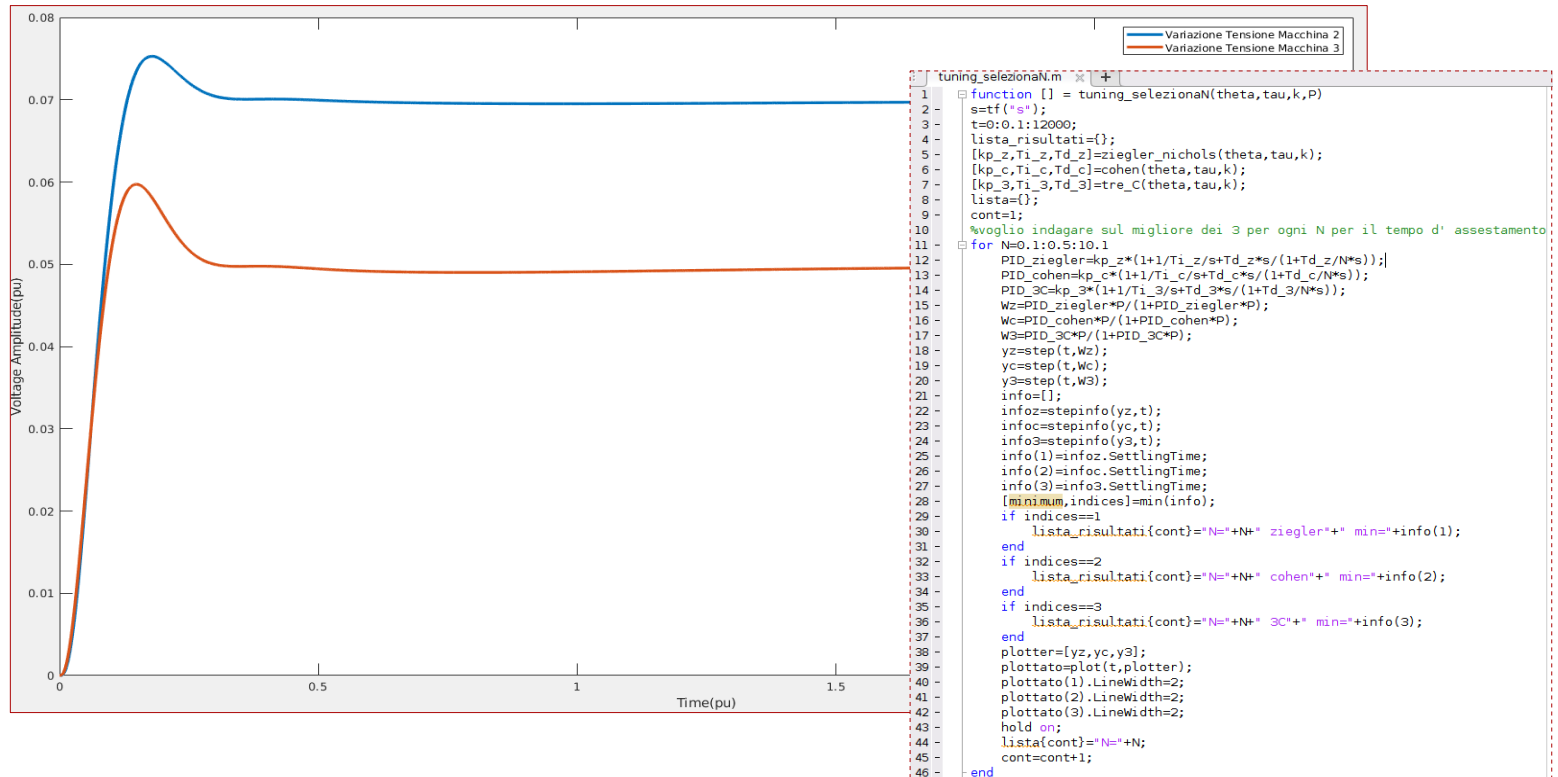 0.08
0.07
0.06
0.05
0.04
0.03
0.02
0.01
0
Voltage Amplitude(pu)
0
0.5
1
1.5
Time(pu)
Variazione Tensione Macchina 2
Variazione Tensione Macchina 3
tuning_selezionaN.m × +
1 function [] = tuning_selezionaN(theta,tau,k,P)
2 - s=tf("s");
3 - t=0:0.1:12000;
4 - lista_risultati={};
5 - [kp_z,Ti_z,Td_z]=ziegler_nichols(theta,tau,k);
6 - [kp_c,Ti_c,Td_c]=cohen(theta,tau,k);
7 - [kp_3,Ti_3,Td_3]=tre_C(theta,tau,k);
8 - lista={};
9 - cont=1;
10 %voglio indagare sul migliore dei 3 per ogni N per il tempo d' assestamento
11 - for N=0.1:0.5:10.1
12 - PID_ziegler=kp_z*(1+1/Ti_z/s+Td_z*s/(1+Td_z/N*s));
13 - PID_cohen=kp_c*(1+1/Ti_c/s+Td_c*s/(1+Td_c/N*s));
14 - PID_3C=kp_3*(1+1/Ti_3/s+Td_3*s/(1+Td_3/N*s));
15 - Wz=PID_ziegler*P/(1+PID_ziegler*P);
16 - Wc=PID_cohen*P/(1+PID_cohen*P);
17 - W3=PID_3C*P/(1+PID_3C*P);
18 - yz=step(t,Wz);
19 - yc=step(t,Wc);
20 - y3=step(t,W3);
21 - info=[];
22 - infoz=stepinfo(yz,t);
23 - infoc=stepinfo(yc,t);
24 - info3=stepinfo(y3,t);
25 - info(1)=infoz.SettlingTime;
26 - info(2)=infoc.SettlingTime;
27 - info(3)=info3.SettlingTime;
28 - [minimum,indices]=min(info);
29 - if indices==1
30 - lista_risultati{cont}="N="+N+" ziegler"+" min="+info(1);
31 - end
32 - if indices==2
33 - lista_risultati{cont}="N="+N+" cohen"+" min="+info(2);
34 - end
35 - if indices==3
36 - lista_risultati{cont}="N="+N+" 3C"+" min="+info(3);
37 - end
38 - plotter=[yz,yc,y3];
39 - plottato=plot(t,plotter);
40 - plottato(1).LineWidth=2;
41 - plottato(2).LineWidth=2;
42 - plottato(3).LineWidth=2;
43 - hold on;
44 - lista{cont}="N="+N;
45 - cont=cont+1;
46 - end